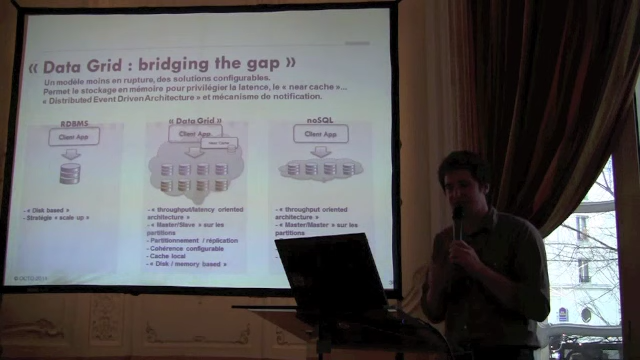 « Data Grid : bridging the gap »
Un modèle moins en rupture, des solutions configurables.
Permet le stockage en mémoire pour privilégier la latence, le « near cache »...
« Distributed Event Driven Architecture » et mécanisme de notification.
RDBMS
Client App
- « Disk based »
- Stratégie « scale up »
« Data Grid »
Client App
Near Cache
- « throughput/latency oriented
architecture »
- « Master/Slave » sur les
partitions
- Partitionnement / replication
- Cohérence configurable
- Cache local
- « Disk / memory based »
noSQL
Client App
- « throughput oriented
architecture »
- « Master/Master » sur les